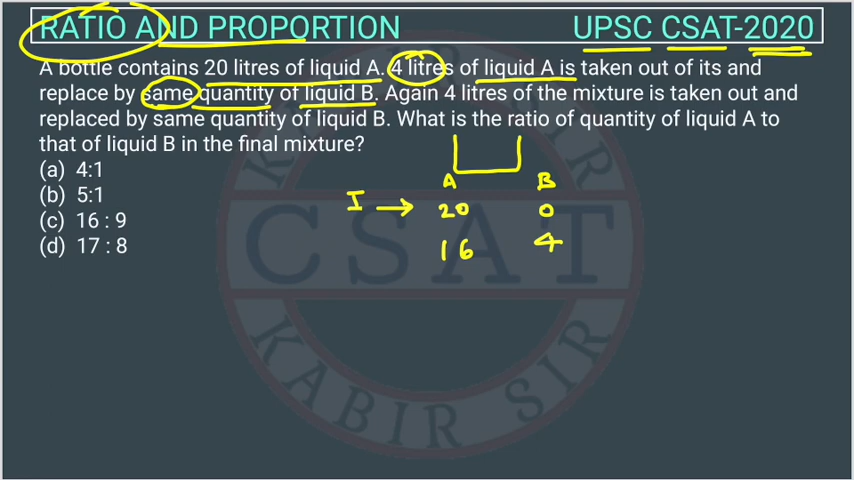 RATIO AND PROPORTION UPSC CSAT-2020
A bottle contains 20 litres of liquid A. 4 litres of liquid A is taken out of its and
replace by same quantity of liquid B. Again 4 litres of the mixture is taken out and
replaced by same quantity of liquid B. What is the ratio of quantity of liquid A to
that of liquid B in the final mixture?
(a) 4:1
(b) 5:1
(c) 16 : 9
(d) 17 : 8
A B
I → 20 0
16 4
KABIR SIR
CSAT
KABIR SIR